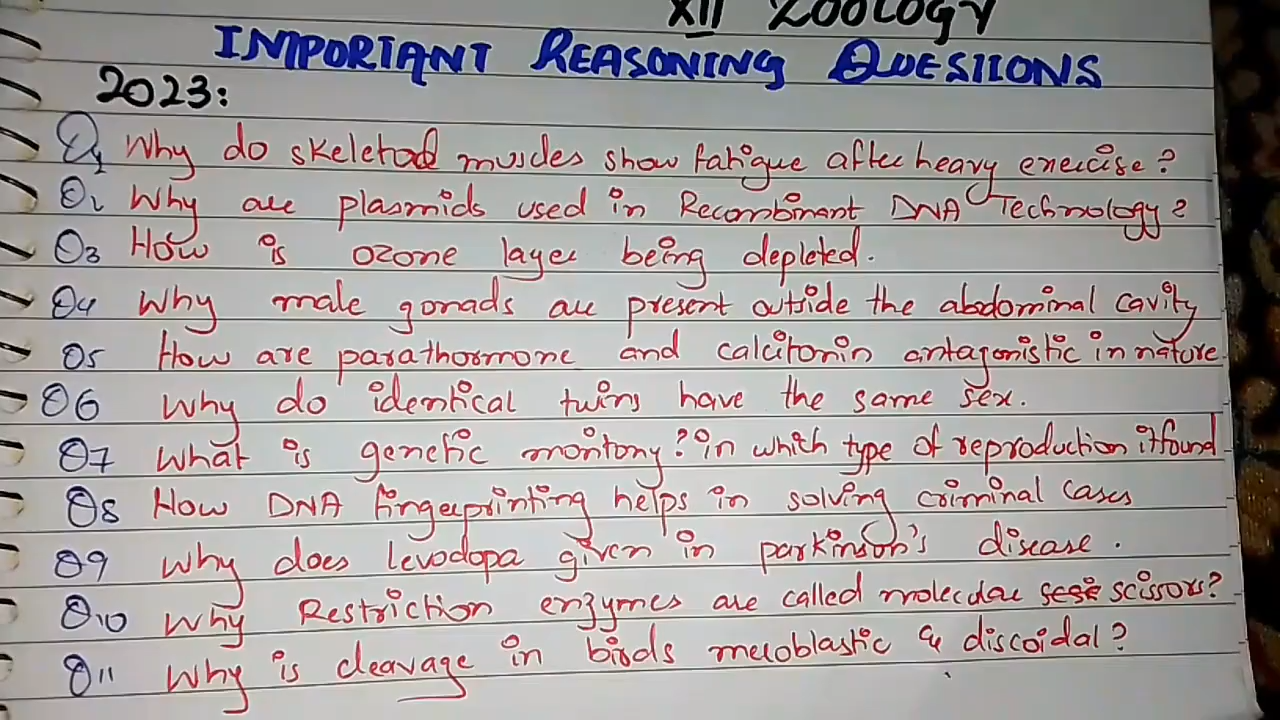 XII ZOOLOGY
IMPORTANT REASONING QUESTIONS
2023:
Q1 Why do skeletal muscles show fatigue after heavy exercise?
Q2 Why are plasmids used in Recombinant DNA Technology?
Q3 How is ozone layer being depleted.
Q4 Why male gonads are present outside the abdominal cavity
Q5 How are parathormone and calcitonin antagonistic in nature
Q6 Why do identical twins have the same sex.
Q7 What is genetic montony? in which type of reproduction it found
Q8 How DNA fingerprinting helps in solving criminal cases
Q9 Why does levodopa given in parkinson's disease.
Q10 Why Restriction enzymes are called molecular scissors?
Q11 Why is cleavage in birds meroblastic & discoidal?